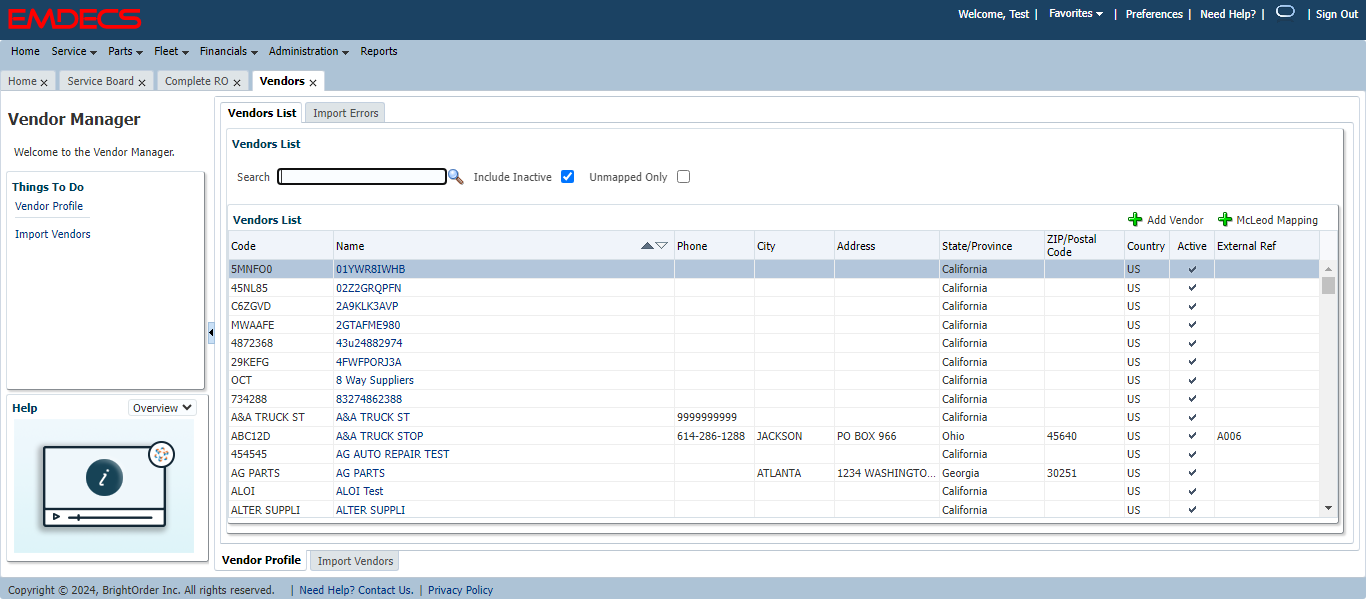 EMDECS
Welcome, Test | Favorites | Preferences | Need Help? | | Sign Out
Home Service Parts Fleet Financials Administration Reports
Home x Service Board x Complete RO x Vendors x
Vendor Manager
Welcome to the Vendor Manager.
Things To Do
Vendor Profile
Import Vendors
Help Overview
i
Vendors List Import Errors
Vendors List
Search Include Inactive Unmapped Only
Vendors List Add Vendor McLeod Mapping
Code Name Phone City Address State/Province ZIP/Postal Code Country Active External Ref
5MNFO0 01YWR8IWHB California US
45NL85 02Z2GRQPFN California US
C6ZGVD 2A9KLK3AVP California US
MWAAFE 2GTAFME980 California US
4872368 43u24882974 California US
29KEFG 4FWFPORJ3A California US
OCT 8 Way Suppliers California US
734288 83274862388 California US
A&A TRUCK ST A&A TRUCK ST 9999999999 California US
ABC12D A&A TRUCK STOP 614-286-1288 JACKSON PO BOX 966 Ohio 45640 US A006
454545 AG AUTO REPAIR TEST California US
AG PARTS AG PARTS ATLANTA 1234 WASHINGTO... Georgia 30251 US
ALOI ALOI Test California US
ALTER SUPPLI ALTER SUPPLI California US
Vendor Profile Import Vendors
Copyright © 2024, BrightOrder Inc. All rights reserved. | Need Help? Contact Us. | Privacy Policy